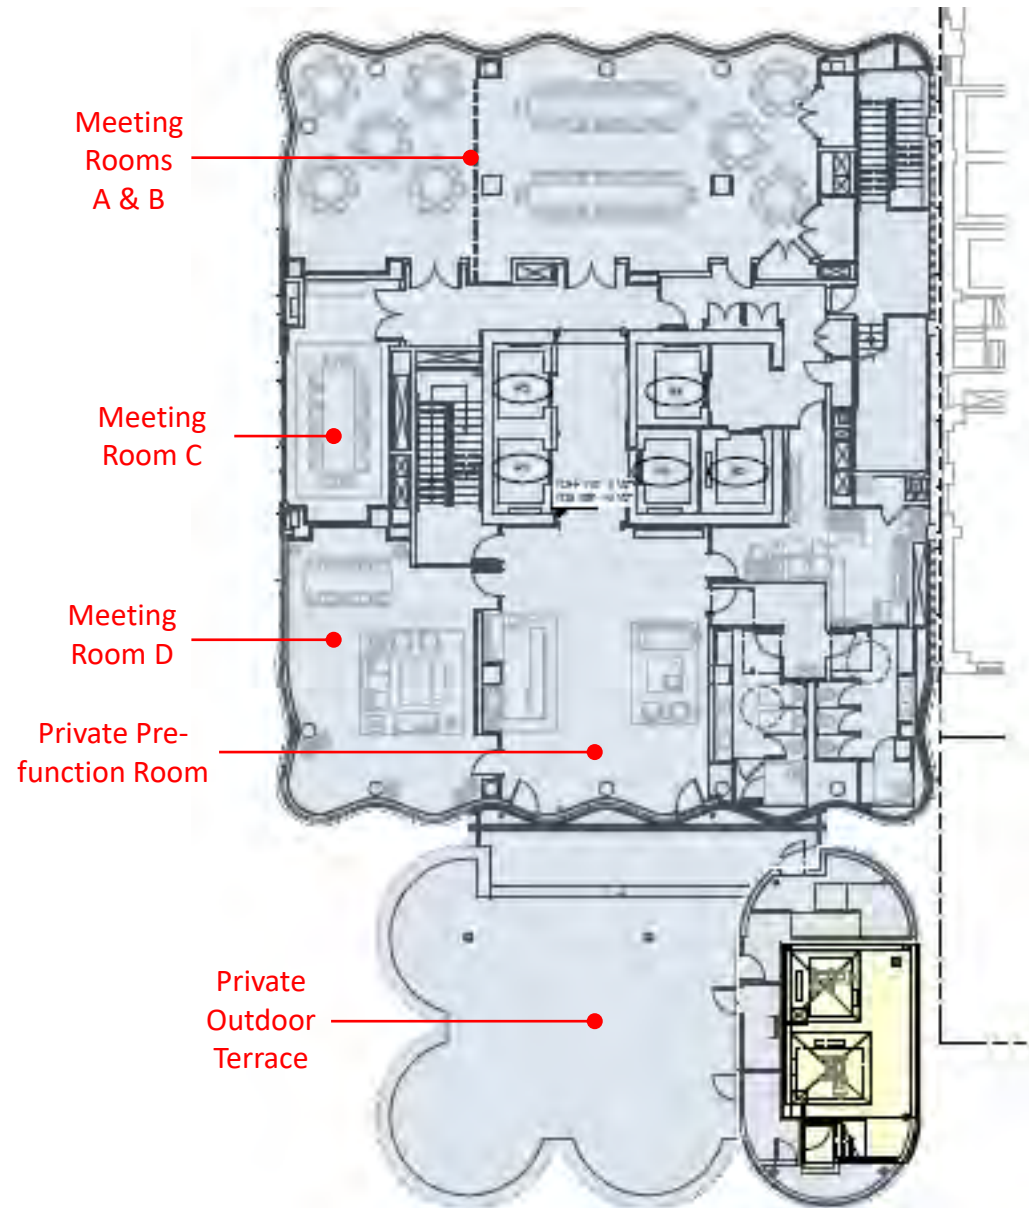 Meeting
Rooms
A & B
Meeting
Room C
Meeting
Room D
Private Pre-
function Room
Private
Outdoor
Terrace